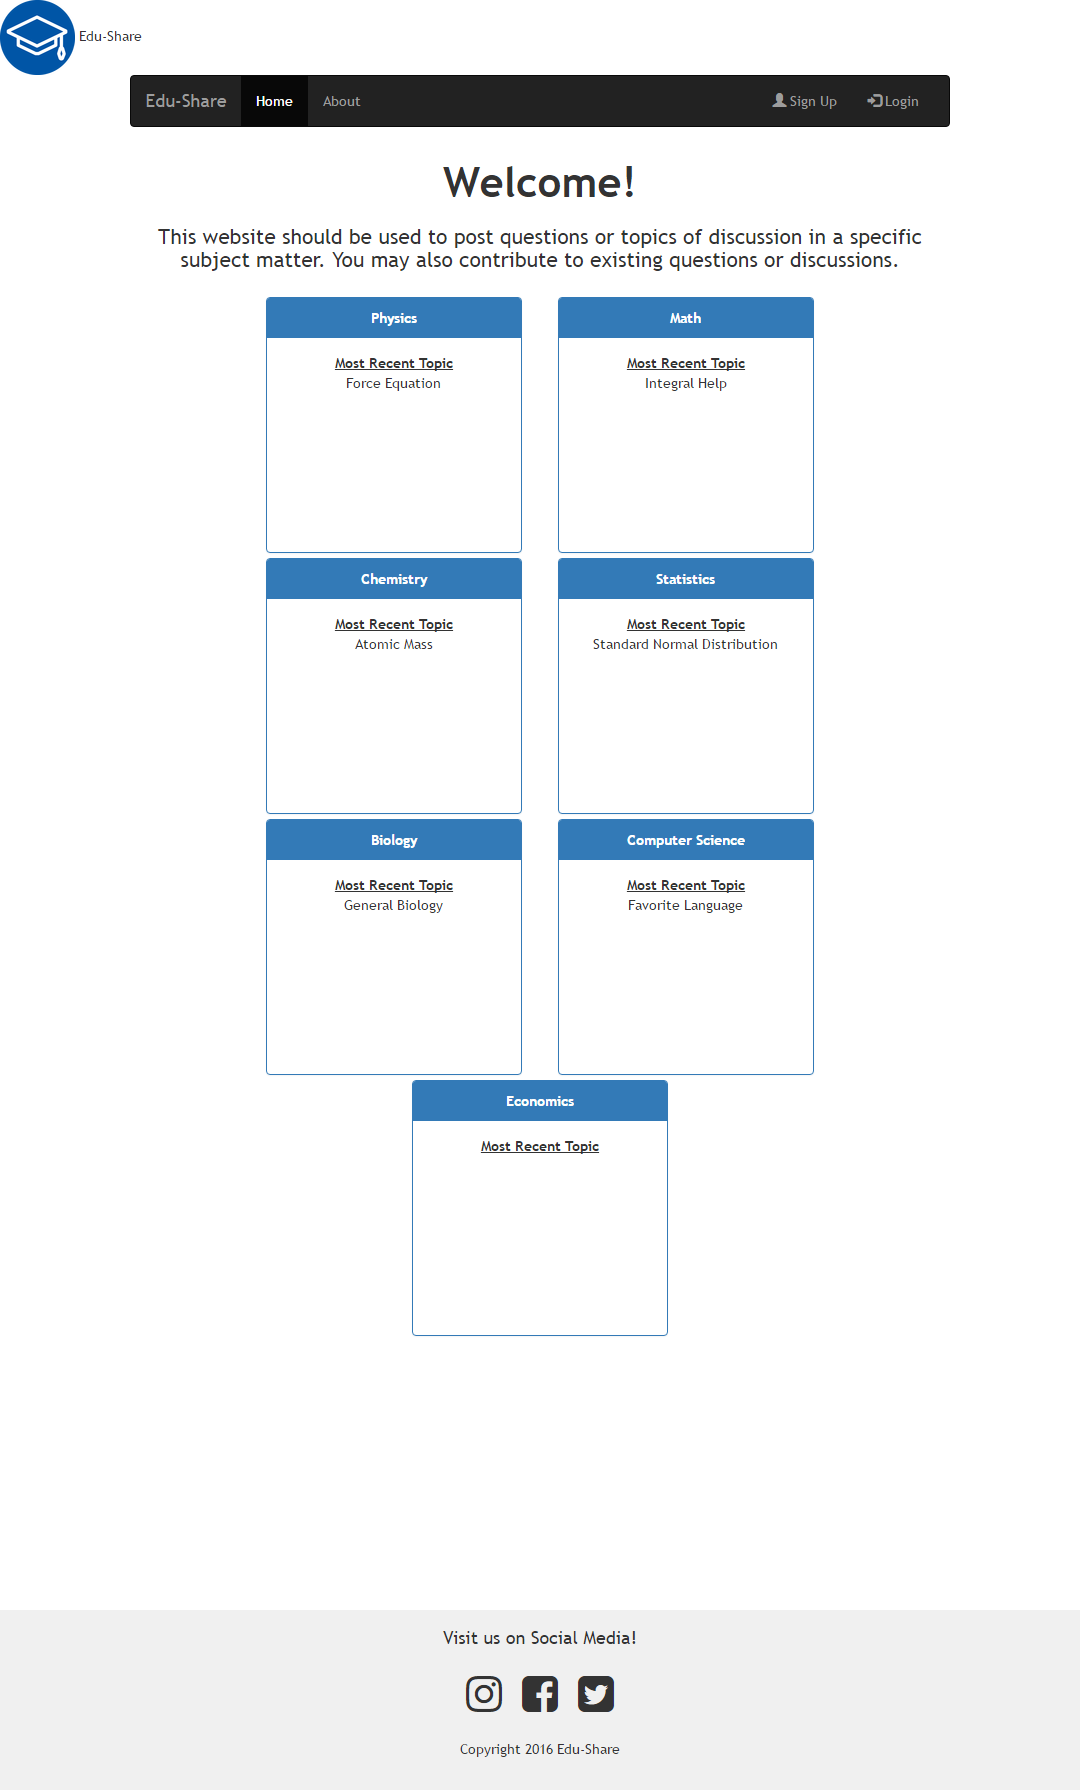 Edu-Share
Edu-Share Home About Sign Up Login
Welcome!
This website should be used to post questions or topics of discussion in a specific
subject matter. You may also contribute to existing questions or discussions.
Physics
Most Recent Topic
Force Equation
Math
Most Recent Topic
Integral Help
Chemistry
Most Recent Topic
Atomic Mass
Statistics
Most Recent Topic
Standard Normal Distribution
Biology
Most Recent Topic
General Biology
Computer Science
Most Recent Topic
Favorite Language
Economics
Most Recent Topic
Visit us on Social Media!
Copyright 2016 Edu-Share